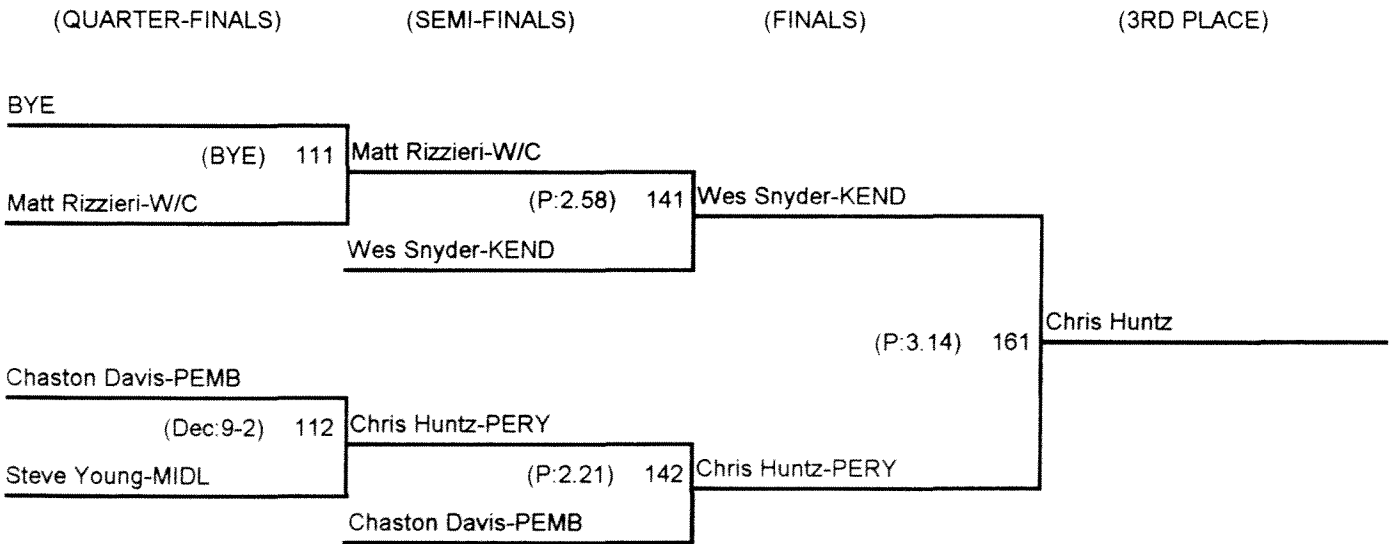 (QUARTER-FINALS) (SEMI-FINALS) (FINALS) (3RD PLACE)
BYE
(BYE) 111 Matt Rizzieri-W/C
Matt Rizzieri-W/C
(P:2.58) 141 Wes Snyder-KEND
Wes Snyder-KEND
(P:3.14) 161 Chris Huntz
Chaston Davis-PEMB
(Dec:9-2) 112 Chris Huntz-PERY
Steve Young-MIDL
(P:2.21) 142 Chris Huntz-PERY
Chaston Davis-PEMB